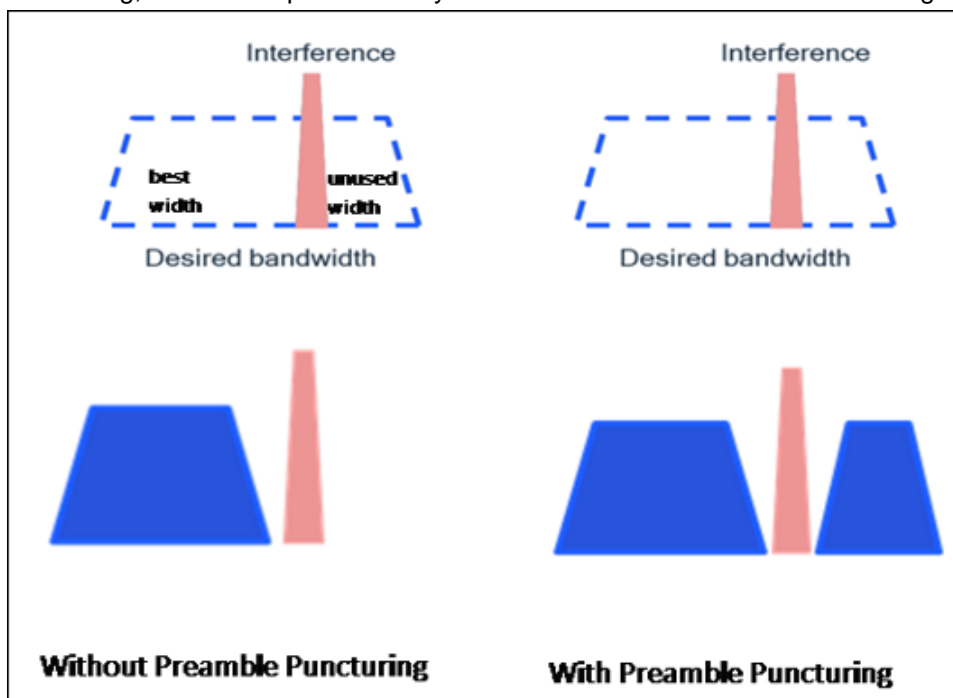 Interference
best
width
unused
width
Desired bandwidth
Without Preamble Puncturing
Interference
Desired bandwidth
With Preamble Puncturing